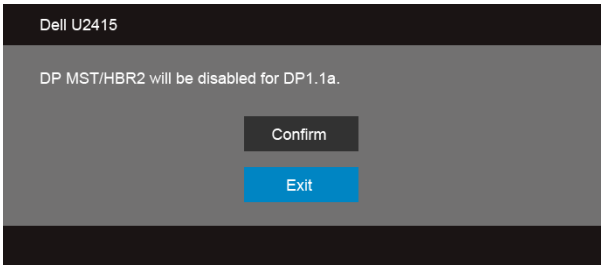 Dell U2415
DP MST/HBR2 will be disabled for DP1.1a.
Confirm
Exit